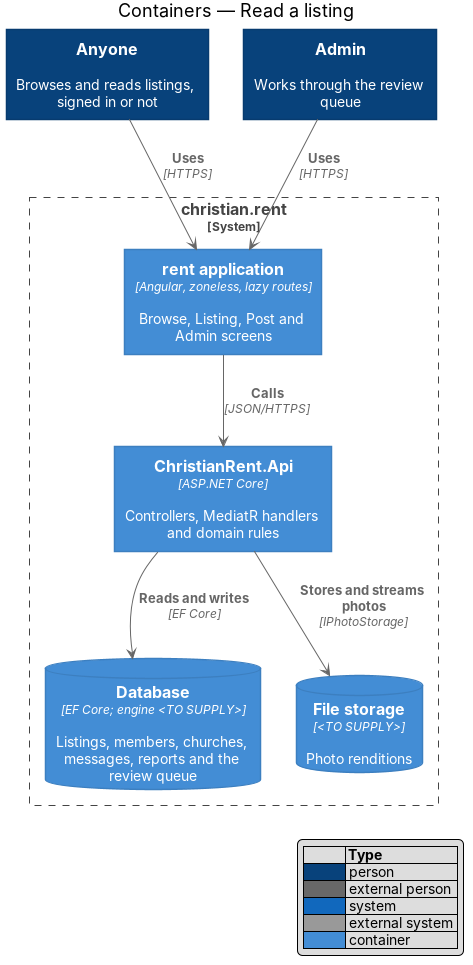 Containers — Read a listing
Anyone
Browses and reads listings,
signed in or not
Admin
Works through the review
queue
Uses
[HTTPS]
Uses
[HTTPS]
christian.rent
[System]
rent application
[Angular, zoneless, lazy routes]
Browse, Listing, Post and
Admin screens
Calls
[JSON/HTTPS]
ChristianRent.Api
[ASP.NET Core]
Controllers, MediatR handlers
and domain rules
Reads and writes
[EF Core]
Stores and streams
photos
[IPhotoStorage]
Database
[EF Core; engine <TO SUPPLY>]
Listings, members, churches,
messages, reports and the
review queue
File storage
[<TO SUPPLY>]
Photo renditions
Type
person
external person
system
external system
container